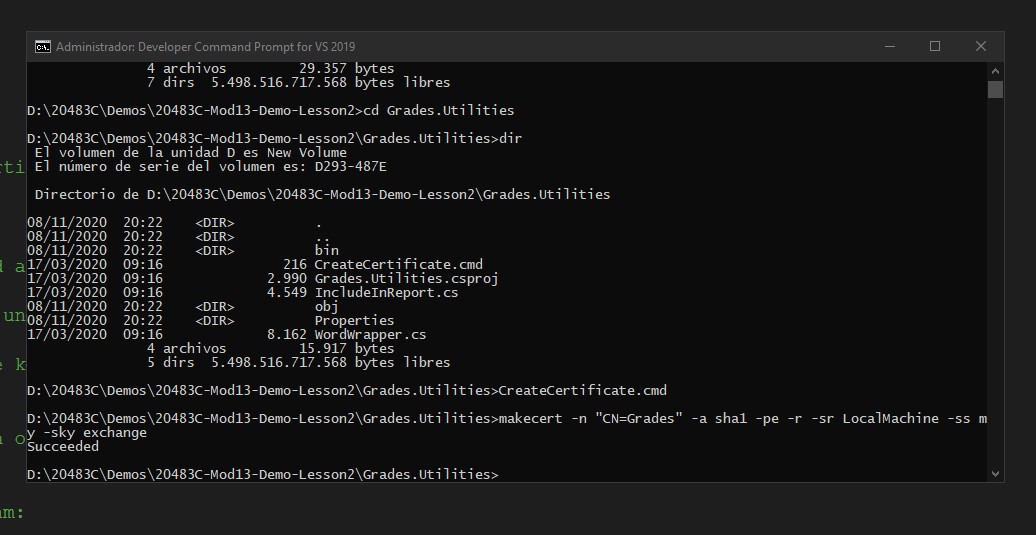 Administrador: Developer Command Prompt for VS 2019
4 archivos 29.357 bytes
7 dirs 5.498.516.717.568 bytes libres
D:\20483C\Demos\20483C-Mod13-Demo-Lesson2>cd Grades.Utilities
D:\20483C\Demos\20483C-Mod13-Demo-Lesson2\Grades.Utilities>dir
El volumen de la unidad D es New Volume
El número de serie del volumen es: D293-487E
Directorio de D:\20483C\Demos\20483C-Mod13-Demo-Lesson2\Grades.Utilities
08/11/2020 20:22 <DIR> .
08/11/2020 20:22 <DIR> ..
08/11/2020 20:22 <DIR> bin
17/03/2020 09:16 216 CreateCertificate.cmd
17/03/2020 09:16 2.990 Grades.Utilities.csproj
17/03/2020 09:16 4.549 IncludeInReport.cs
08/11/2020 20:22 <DIR> obj
08/11/2020 20:22 <DIR> Properties
17/03/2020 09:16 8.162 WordWrapper.cs
4 archivos 15.917 bytes
5 dirs 5.498.516.717.568 bytes libres
D:\20483C\Demos\20483C-Mod13-Demo-Lesson2\Grades.Utilities>CreateCertificate.cmd
D:\20483C\Demos\20483C-Mod13-Demo-Lesson2\Grades.Utilities>makecert -n "CN=Grades" -a sha1 -pe -r -sr LocalMachine -ss m
y -sky exchange
Succeeded
D:\20483C\Demos\20483C-Mod13-Demo-Lesson2\Grades.Utilities>